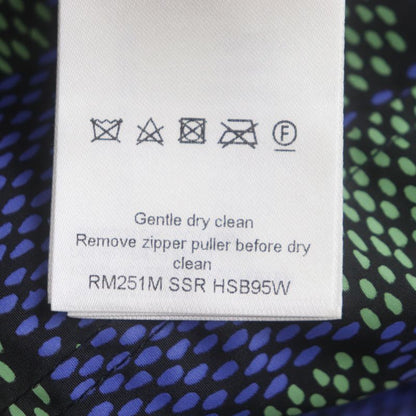 F
Gentle dry clean
Remove zipper puller before dry
clean
RM251M SSR HSB95W